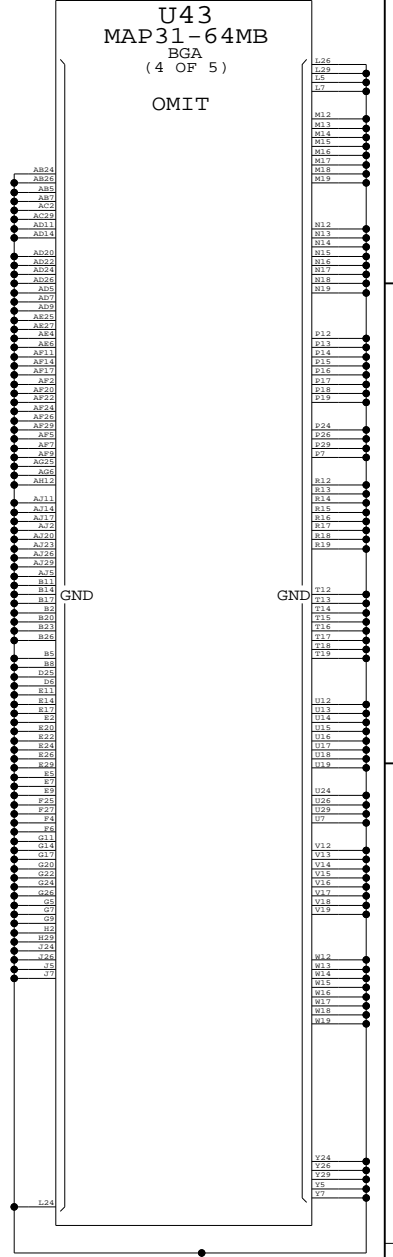 U43
MAP31-64MB
BGA
(4 OF 5)
OMIT
AB24
AB26
AB5
AB7
AC2
AC29
AD11
AD14
AD20
AD22
AD24
AD26
AD5
AD7
AD9
AE25
AE27
AE4
AE6
AF11
AF14
AF17
AF2
AF20
AF22
AF24
AF26
AF29
AF5
AF7
AF9
AG25
AG6
AH12
AJ11
AJ14
AJ17
AJ2
AJ20
AJ23
AJ26
AJ29
AJ5
B11
B14
B17
B2
B20
B23
B26
B5
B8
D25
D6
E11
E14
E17
E2
E20
E22
E24
E26
E29
E5
E7
E9
F25
F27
F4
F6
G11
G14
G17
G20
G22
G24
G26
G5
G7
G9
H2
H29
J24
J26
J5
J7
L24
GND
GND
L26
L29
L5
L7
M12
M13
M14
M15
M16
M17
M18
M19
N12
N13
N14
N15
N16
N17
N18
N19
P12
P13
P14
P15
P16
P17
P18
P19
P24
P26
P29
P7
R12
R13
R14
R15
R16
R17
R18
R19
T12
T13
T14
T15
T16
T17
T18
T19
U12
U13
U14
U15
U16
U17
U18
U19
U24
U26
U29
U7
V12
V13
V14
V15
V16
V17
V18
V19
W12
W13
W14
W15
W16
W17
W18
W19
Y24
Y26
Y29
Y5
Y7